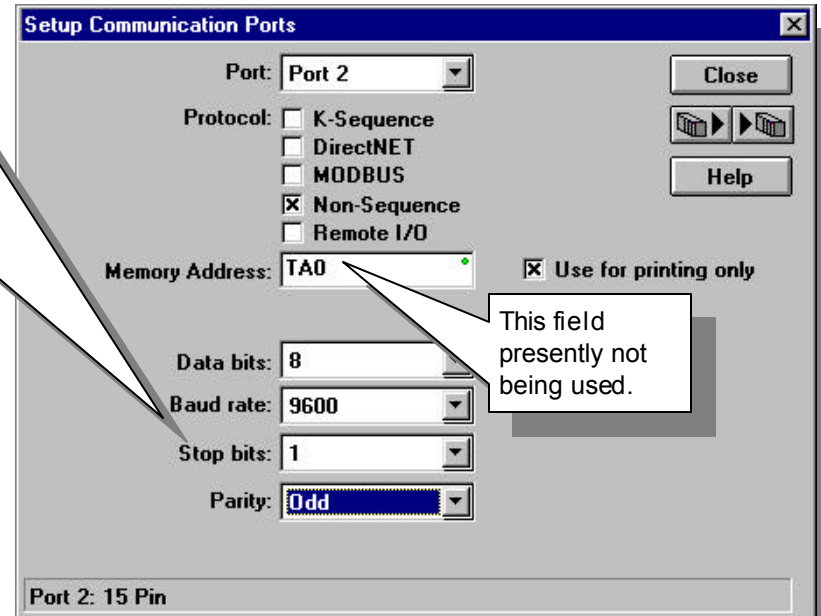 Setup Communication Ports
Port: Port 2
Close
Protocol: K-Sequence
DirectNET
MODBUS
Help
Non-Sequence
Remote I/O
Memory Address: TA0
Use for printing only
This field
presently not
being used.
Data bits: 8
Baud rate: 9600
Stop bits: 1
Parity: Odd
Port 2: 15 Pin